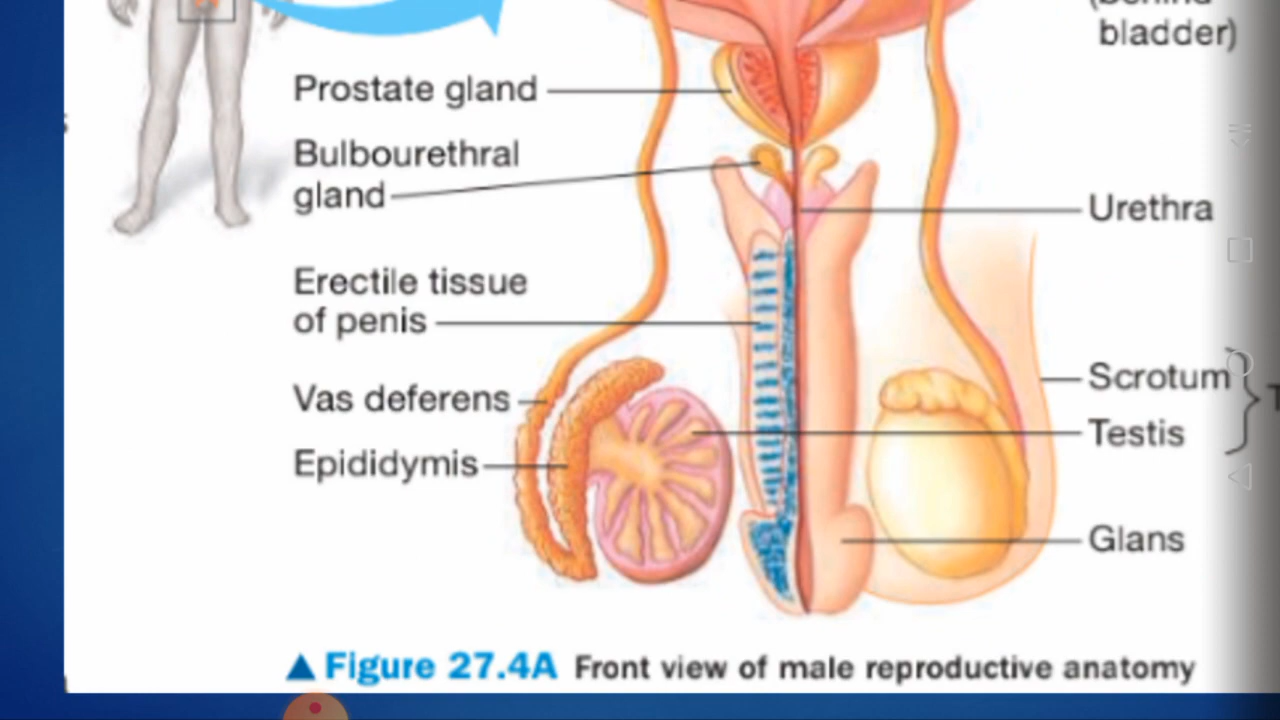 (behind
bladder)
Prostate gland
Bulbourethral
gland
Urethra
Erectile tissue
of penis
Scrotum
Vas deferens
Testis
Epididymis
Glans
▲ Figure 27.4A Front view of male reproductive anatomy